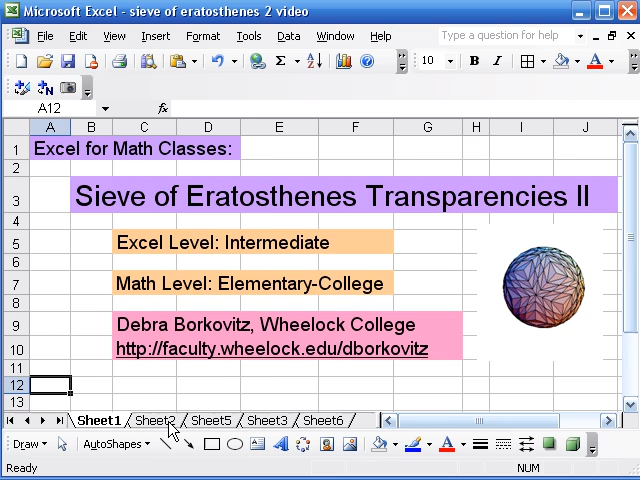 Microsoft Excel - sieve of eratosthenes 2 video
File Edit View Insert Format Tools Data Window Help Type a question for help
10 B I A
A12 fx
A B C D E F G H I J
1 Excel for Math Classes:
2
3 Sieve of Eratosthenes Transparencies II
4
5 Excel Level: Intermediate
6
7 Math Level: Elementary-College
8
9 Debra Borkovitz, Wheelock College
10 http://faculty.wheelock.edu/dborkovitz
11
12
13
Sheet1 Sheet2 Sheet5 Sheet3 Sheet6
Draw AutoShapes A A
Ready NUM